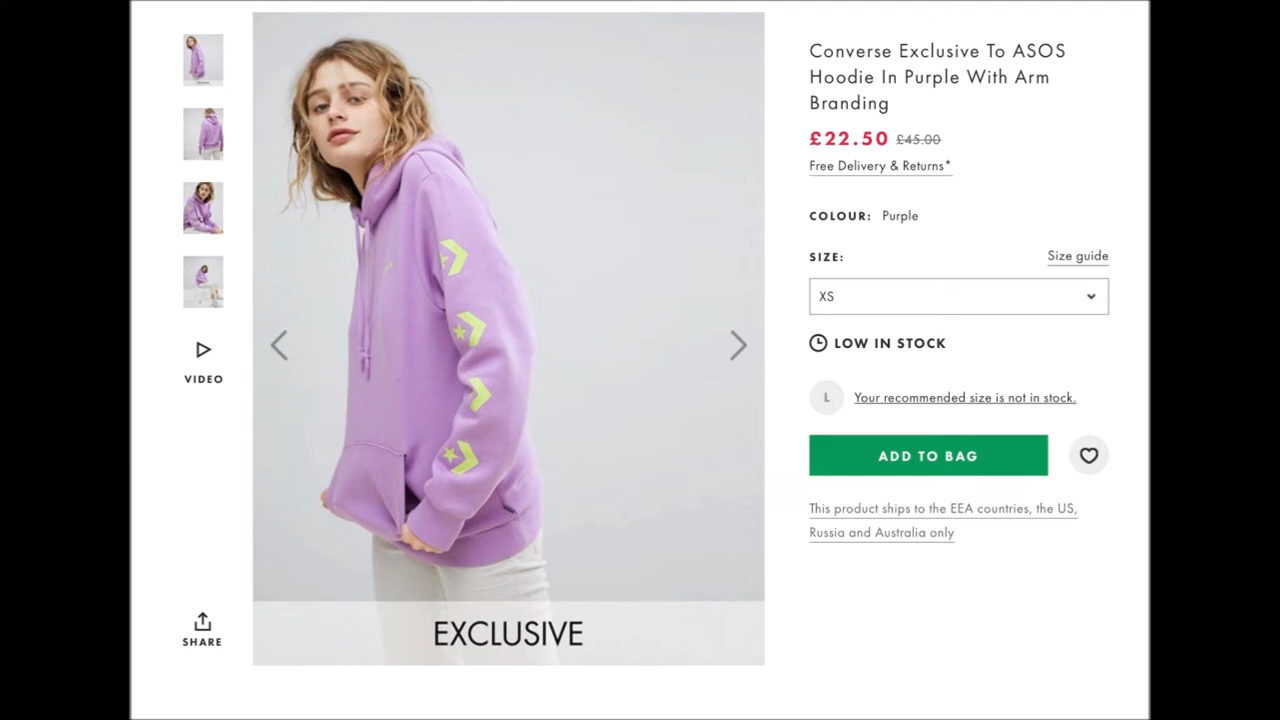 Converse Exclusive To ASOS
Hoodie In Purple With Arm
Branding
£22.50 £45.00
Free Delivery & Returns*
COLOUR: Purple
SIZE: Size guide
XS
LOW IN STOCK
L Your recommended size is not in stock.
ADD TO BAG
This product ships to the EEA countries, the US,
Russia and Australia only
VIDEO
SHARE
EXCLUSIVE